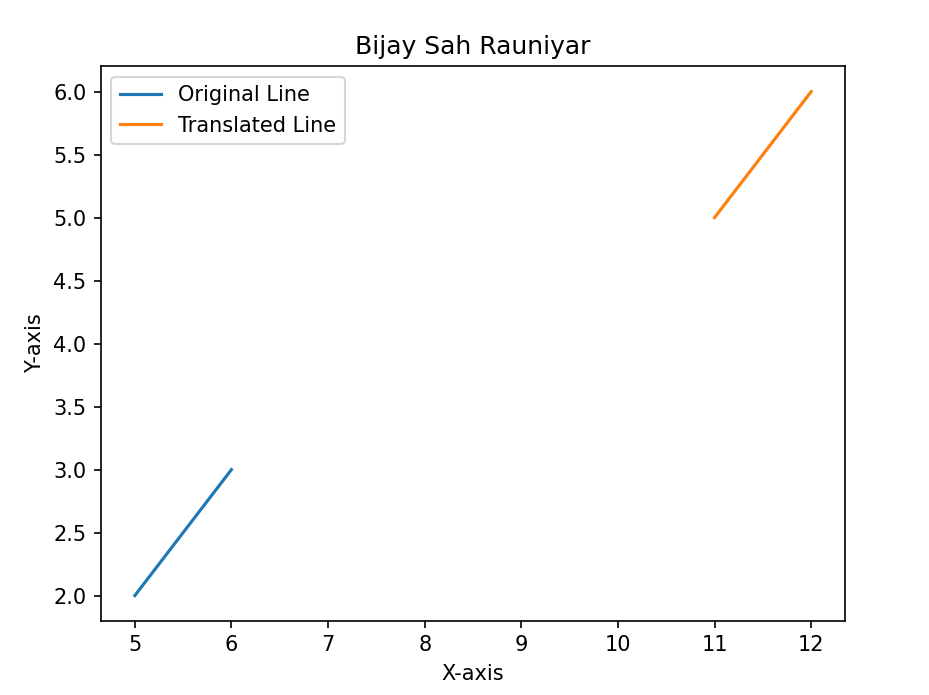 Bijay Sah Rauniyar
Original Line
Translated Line
6.0
5.5
5.0
4.5
4.0
3.5
3.0
2.5
2.0
Y-axis
5 6 7 8 9 10 11 12
X-axis